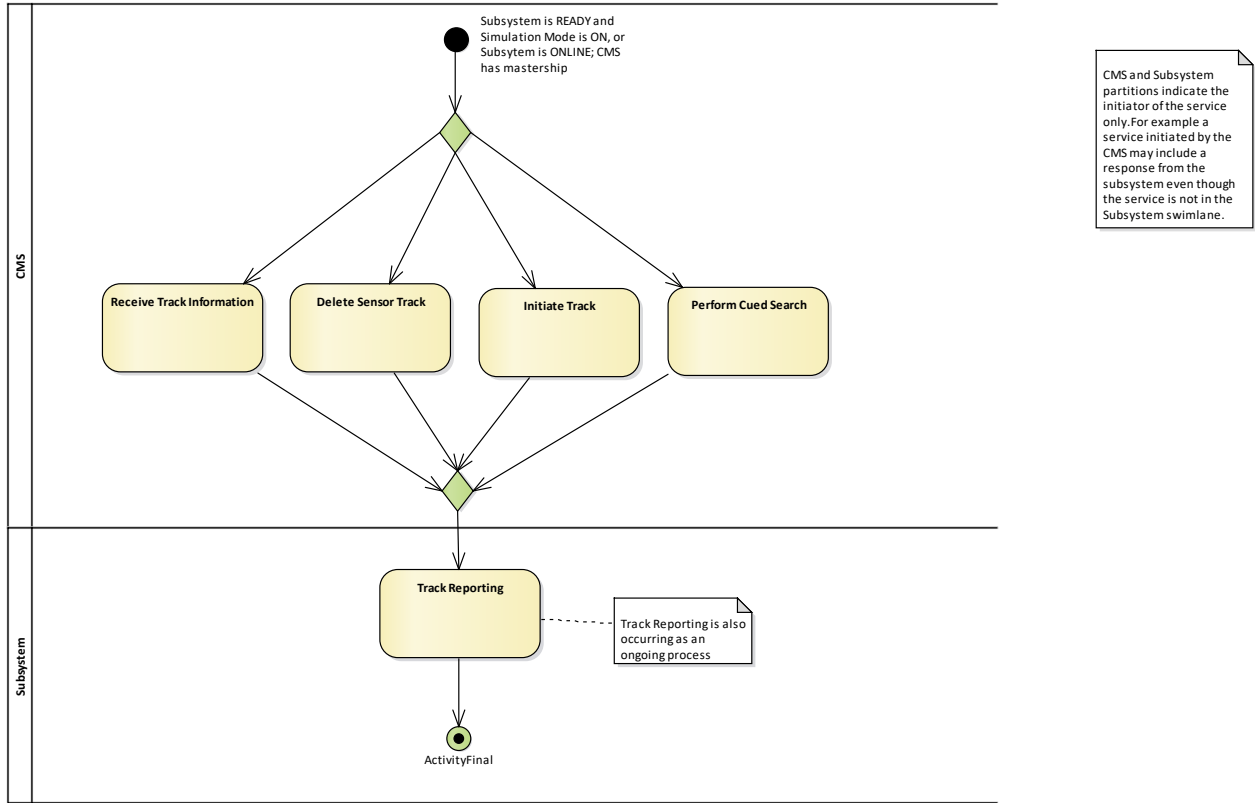 Subsystem is READY and
Simulation Mode is ON, or
Subsytem is ONLINE; CMS
has mastership
CMS and Subsystem
partitions indicate the
initiator of the service
only.For example a
service initiated by the
CMS may include a
response from the
subsystem even though
the service is not in the
Subsystem swimlane.
CMS
Receive Track Information
Delete Sensor Track
Initiate Track
Perform Cued Search
Subsystem
Track Reporting
Track Reporting is also
occurring as an
ongoing process
ActivityFinal